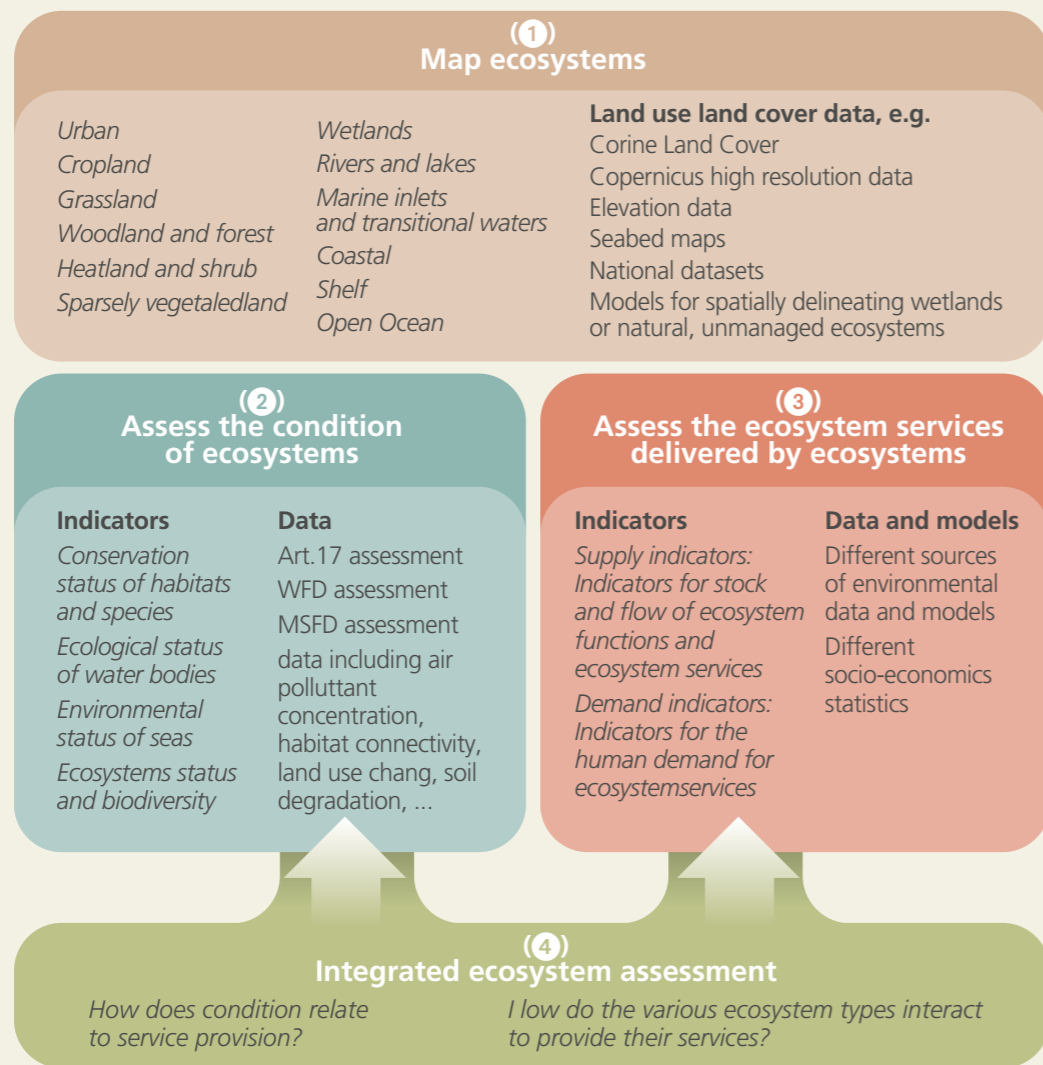 (1)
Map ecosystems
Urban
Cropland
Grassland
Woodland and forest
Heatland and shrub
Sparsely vegetaledland
Wetlands
Rivers and lakes
Marine inlets
and transitional waters
Coastal
Shelf
Open Ocean
Land use land cover data, e.g.
Corine Land Cover
Copernicus high resolution data
Elevation data
Seabed maps
National datasets
Models for spatially delineating wetlands
or natural, unmanaged ecosystems
(2)
Assess the condition
of ecosystems
Indicators
Conservation
status of habitats
and species
Ecological status
of water bodies
Environmental
status of seas
Ecosystems status
and biodiversity
Data
Art.17 assessment
WFD assessment
MSFD assessment
data including air
polluttant
concentration,
habitat connectivity,
land use chang, soil
degradation, ...
(3)
Assess the ecosystem services
delivered by ecosystems
Indicators
Supply indicators:
Indicators for stock
and flow of ecosystem
functions and
ecosystem services
Demand indicators:
Indicators for the
human demand for
ecosystemservices
Data and models
Different sources
of environmental
data and models
Different
socio-economics
statistics
(4)
Integrated ecosystem assessment
How does condition relate
to service provision?
I low do the various ecosystem types interact
to provide their services?